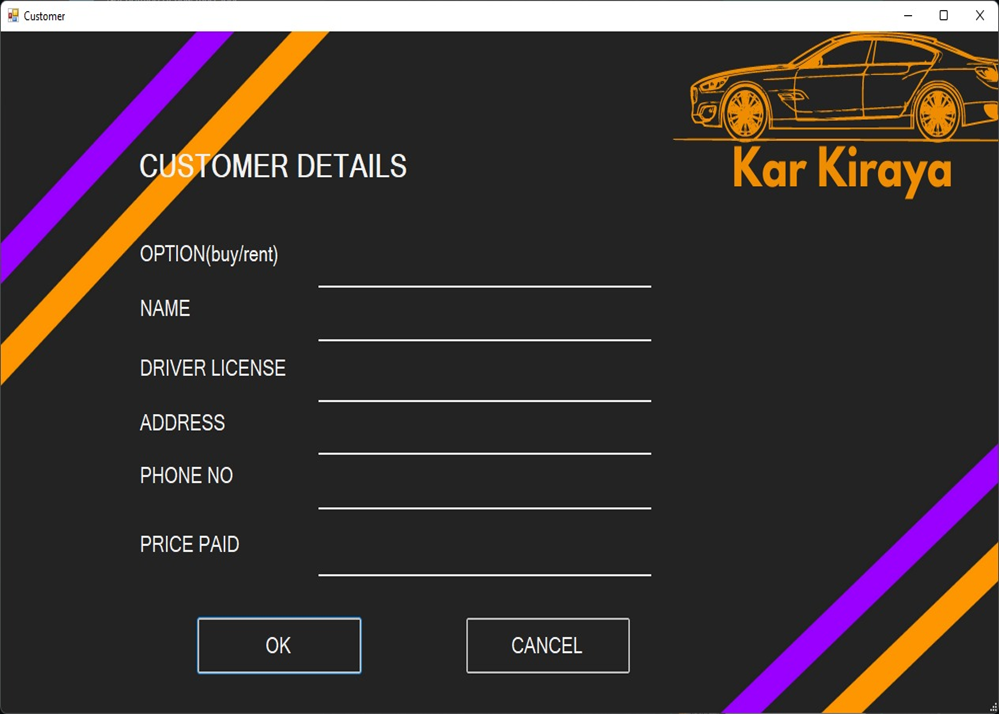 Customer
Kar Kiraya
CUSTOMER DETAILS
OPTION(buy/rent)
NAME
DRIVER LICENSE
ADDRESS
PHONE NO
PRICE PAID
OK
CANCEL